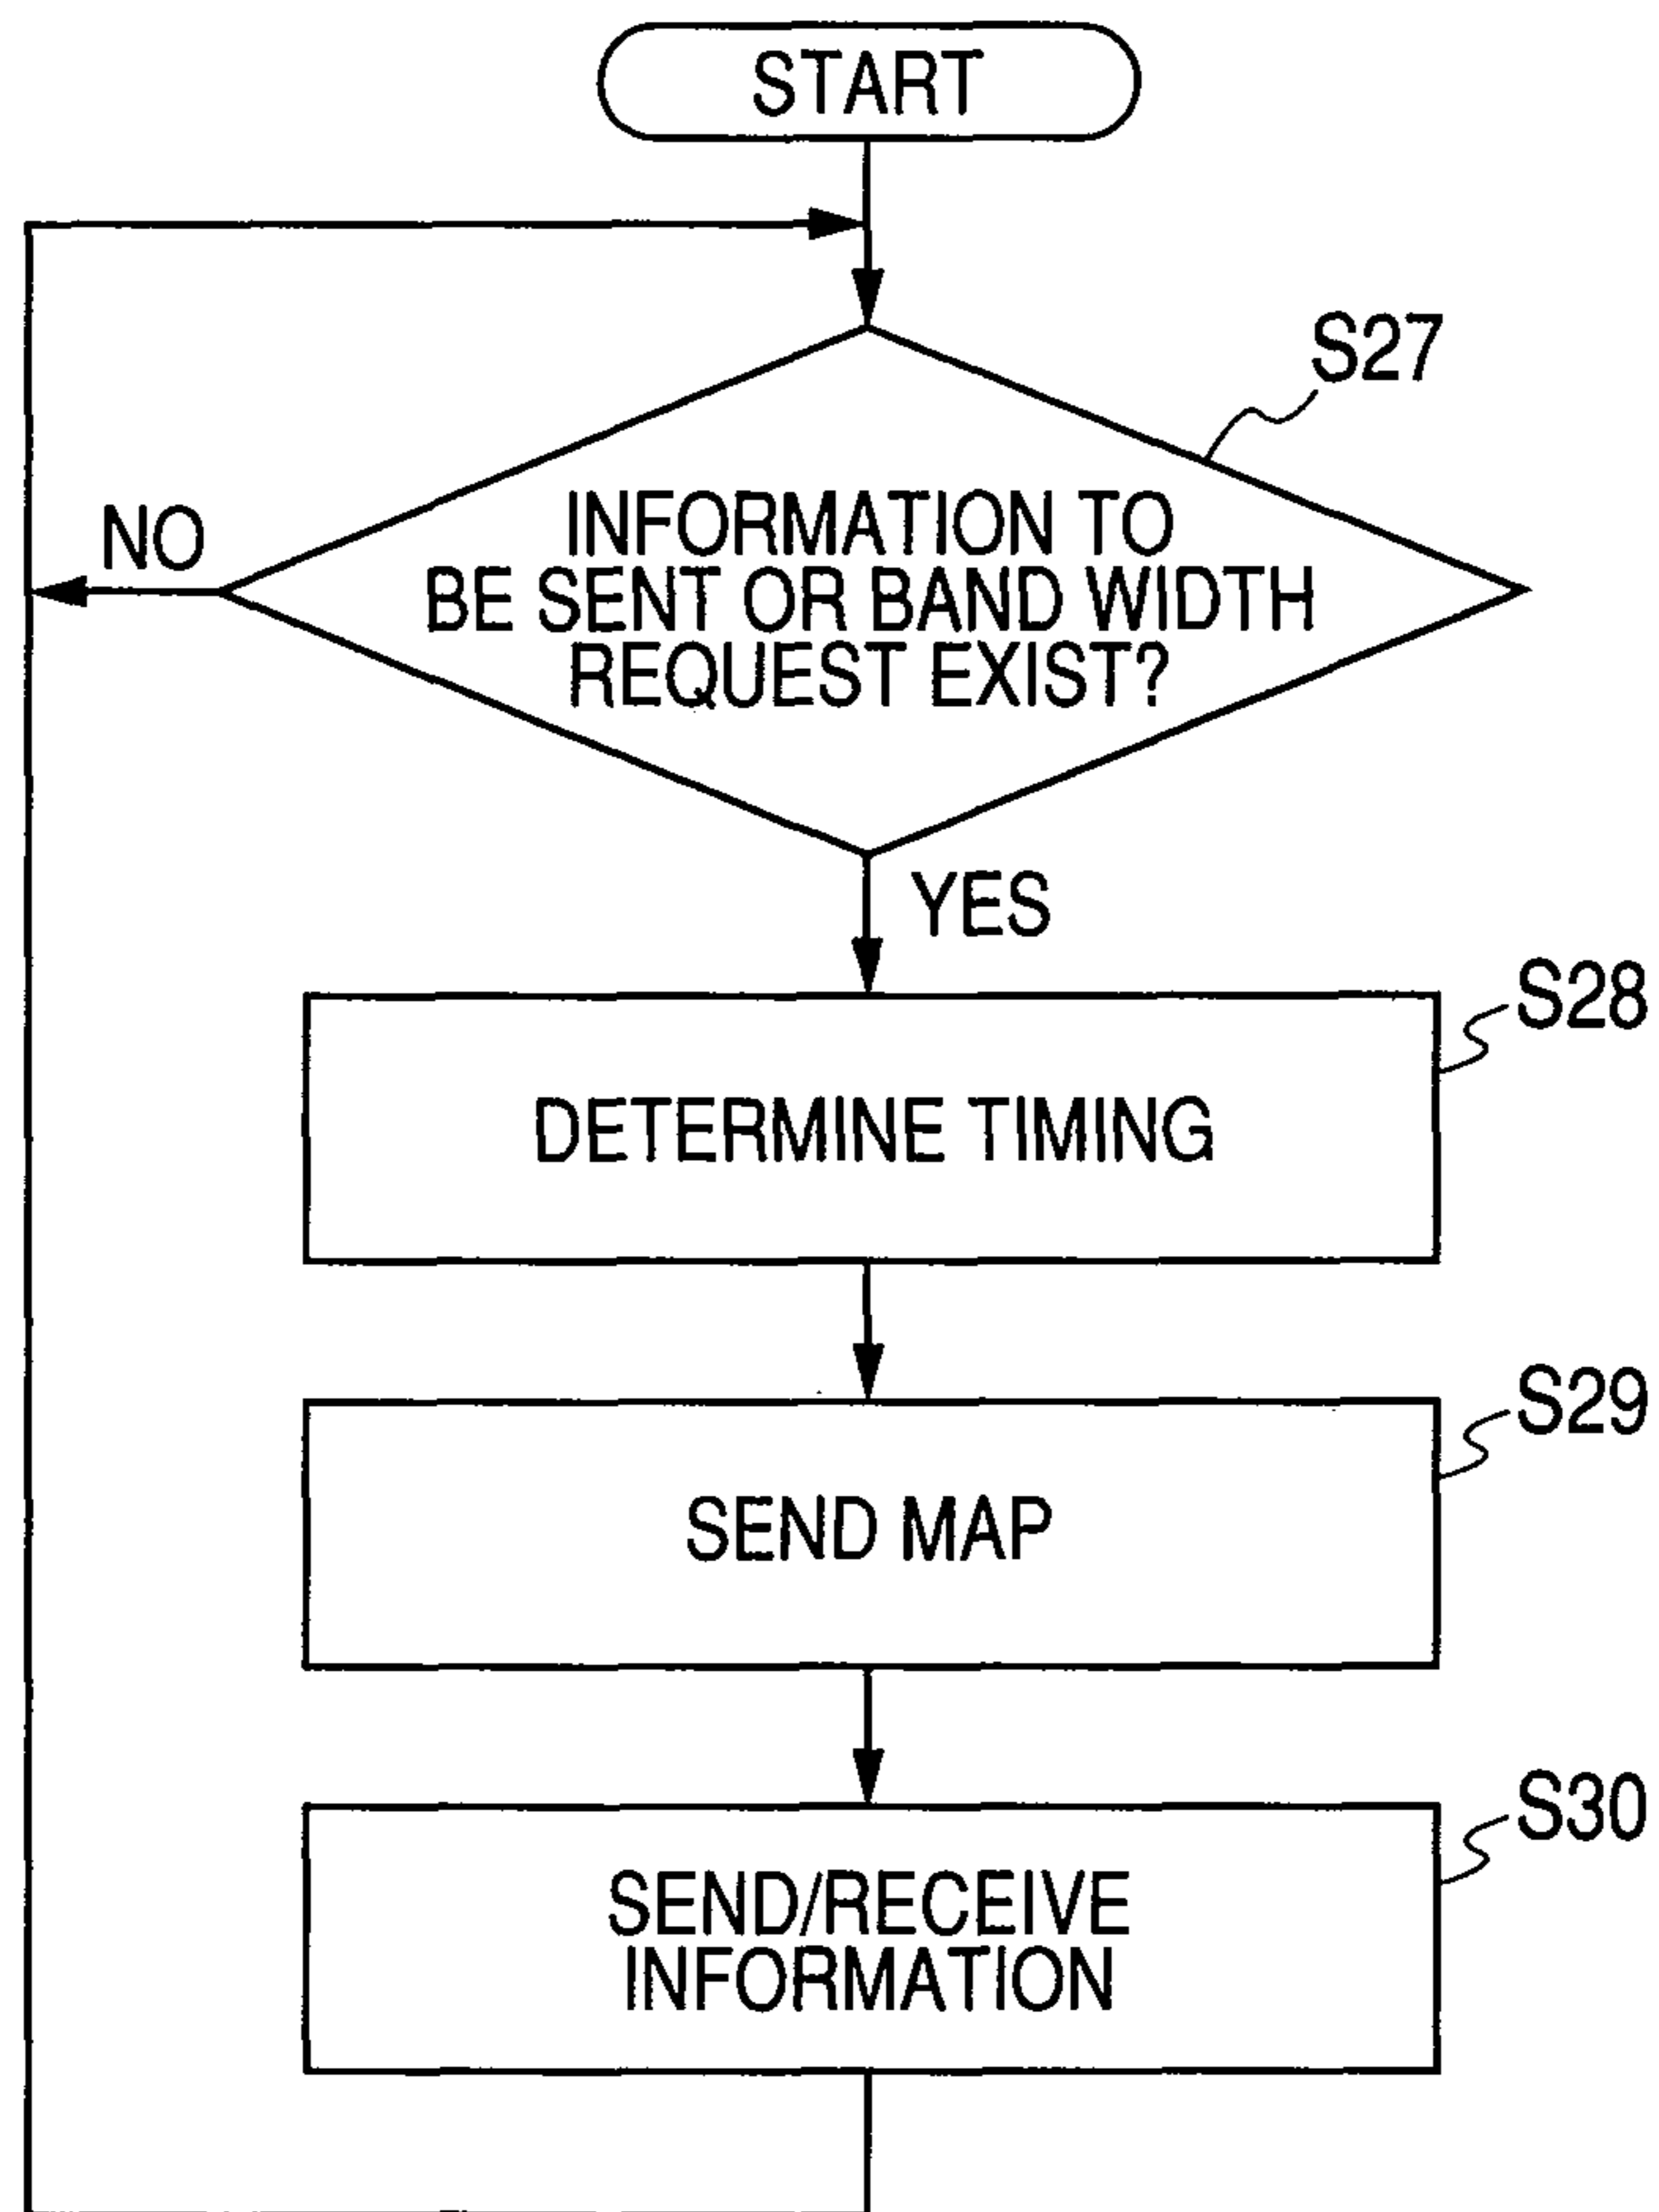 START
S27
INFORMATION TO
BE SENT OR BAND WIDTH
REQUEST EXIST?
NO
YES
S28
DETERMINE TIMING
S29
SEND MAP
S30
SEND/RECEIVE
INFORMATION